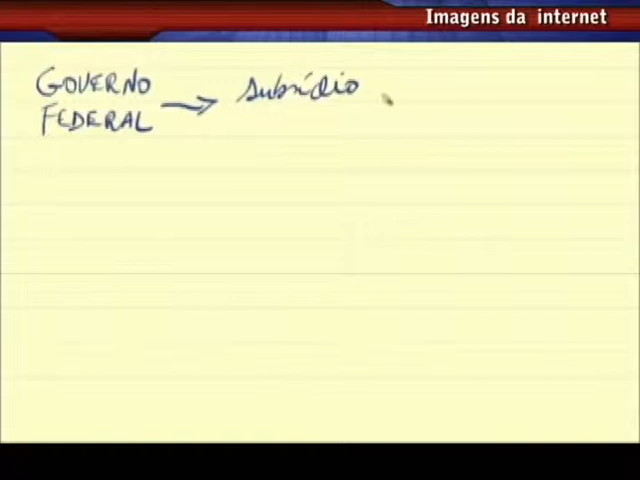 Imagens da internet
GOVERNO
FEDERAL → subsídio